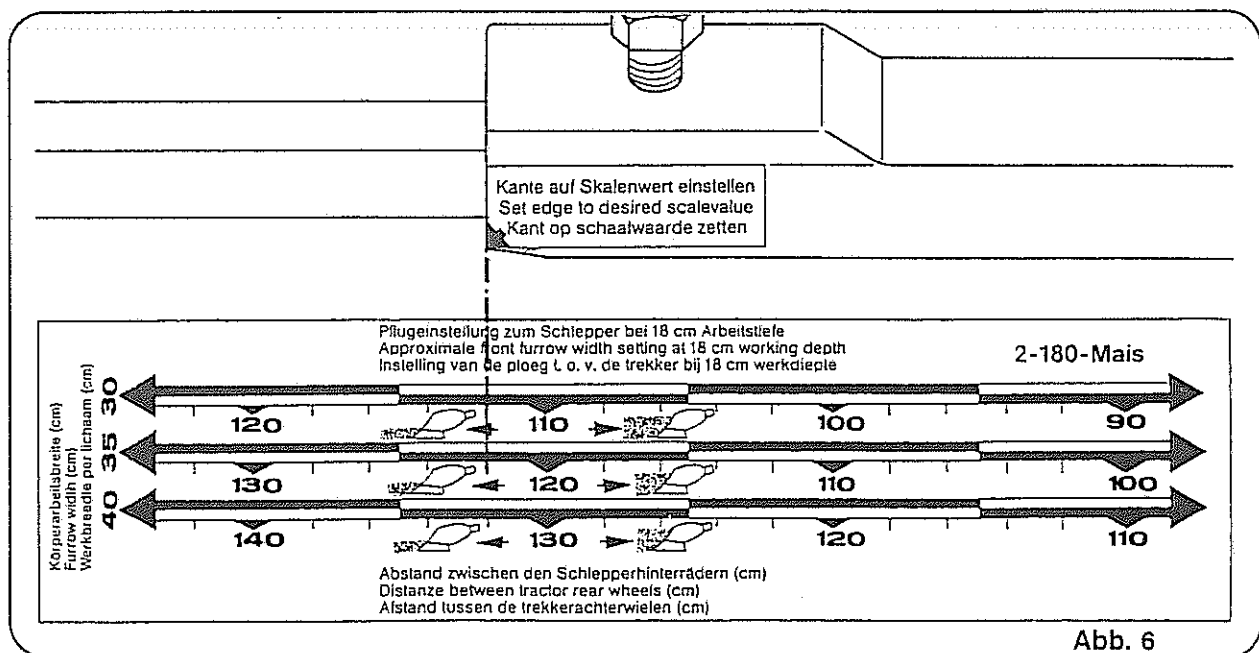 Kante auf Skalenwert einstellen
Set edge to desired scalevalue
Kant op schaalwaarde zetten
Pflugeinstellung zum Schlepper bei 18 cm Arbeitstiefe
Approximale front furrow width setting at 18 cm working depth
Instelling van de ploeg t. o. v. de trekker bij 18 cm werkdiepte
2-180-Mais
Körperarbeitsbreite (cm)
Furrow width (cm)
Werkbreedte per lichaam (cm)
30
120 110 100 90
35
130 120 110 100
40
140 130 120 110
Abstand zwischen den Schlepperhinterrädern (cm)
Distanze between tractor rear wheels (cm)
Afstand tussen de trekkerachterwielen (cm)
Abb. 6